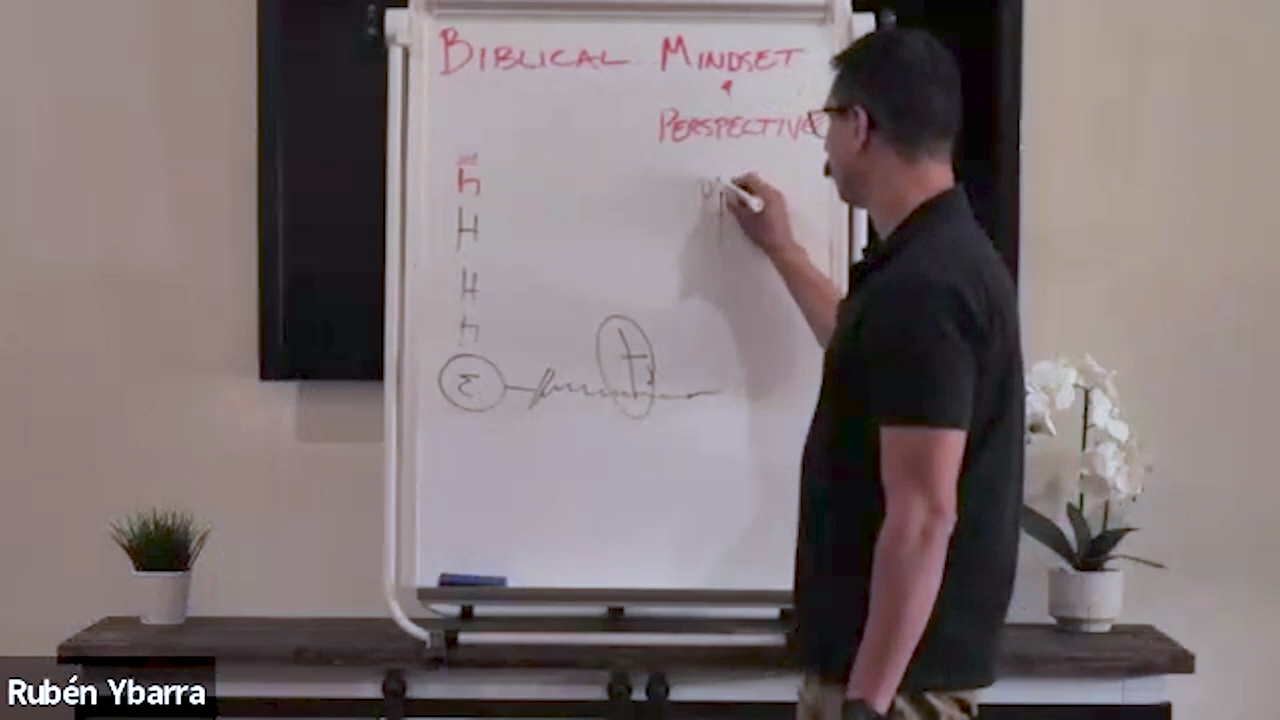 BIBLICAL MINDSET
&
PERSPECTIVE
h
H
H
h
Σ
Rubén Ybarra